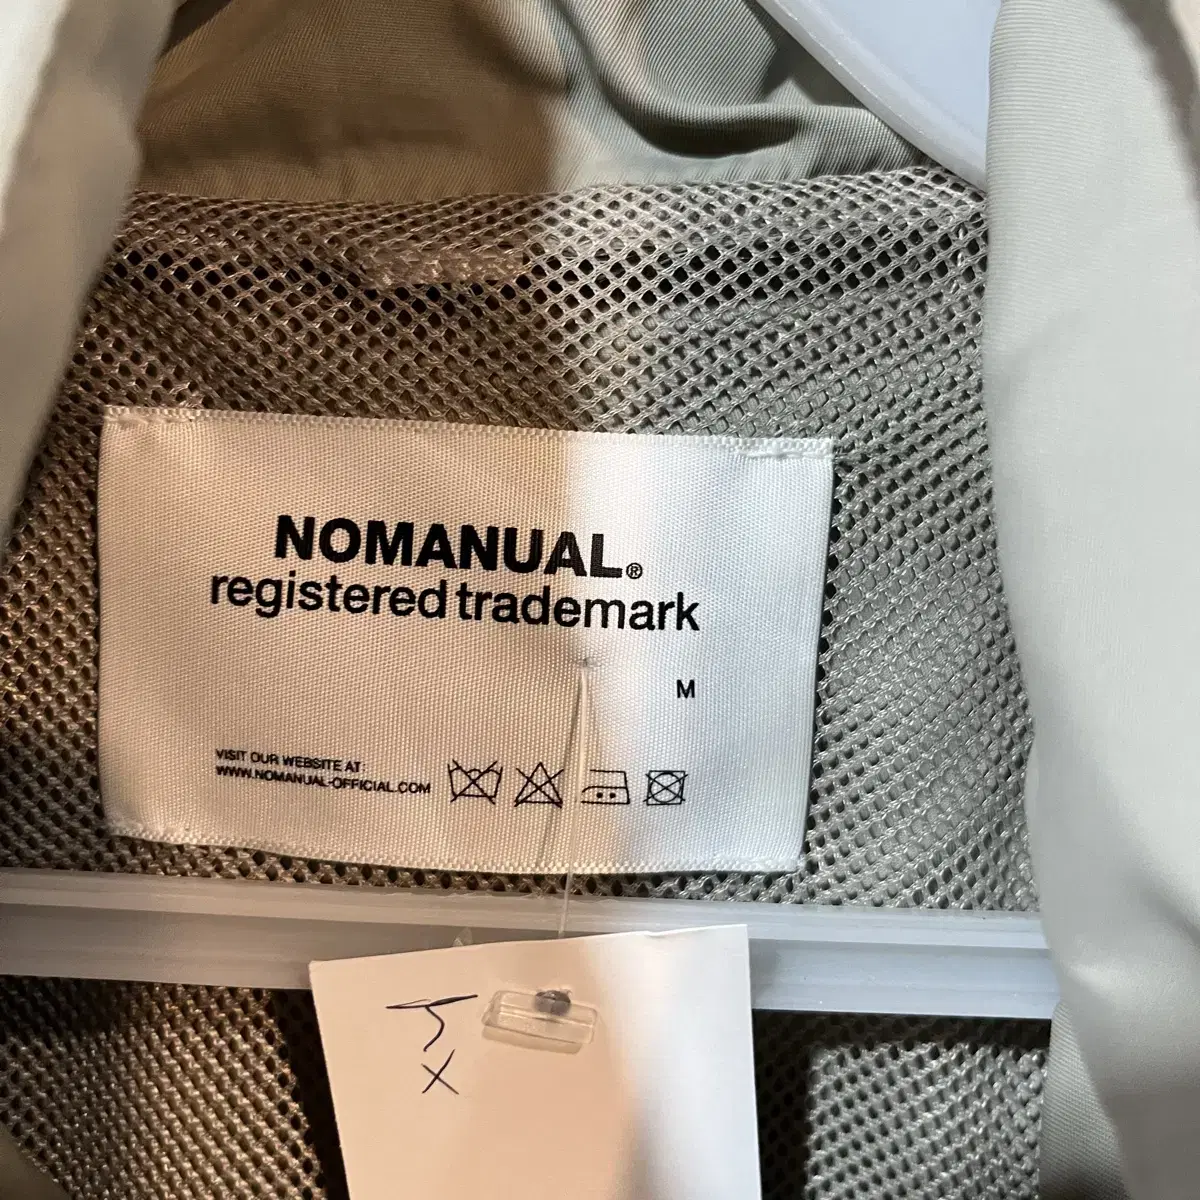 NOMANUAL®
registered trademark
M
VISIT OUR WEBSITE AT:
WWW.NOMANUAL-OFFICIAL.COM
X